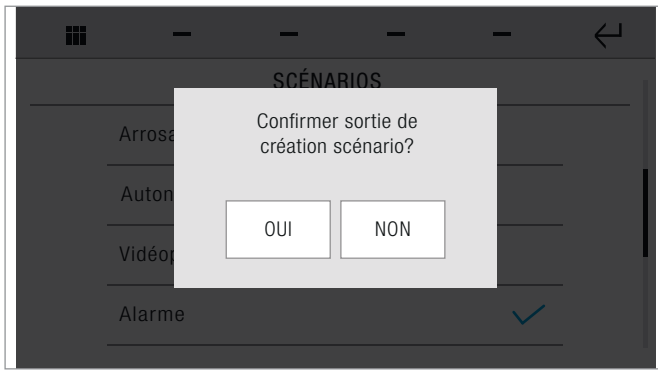 SCÉNARIOS
Confirmer sortie de
création scénario?
OUI
NON
Alarme